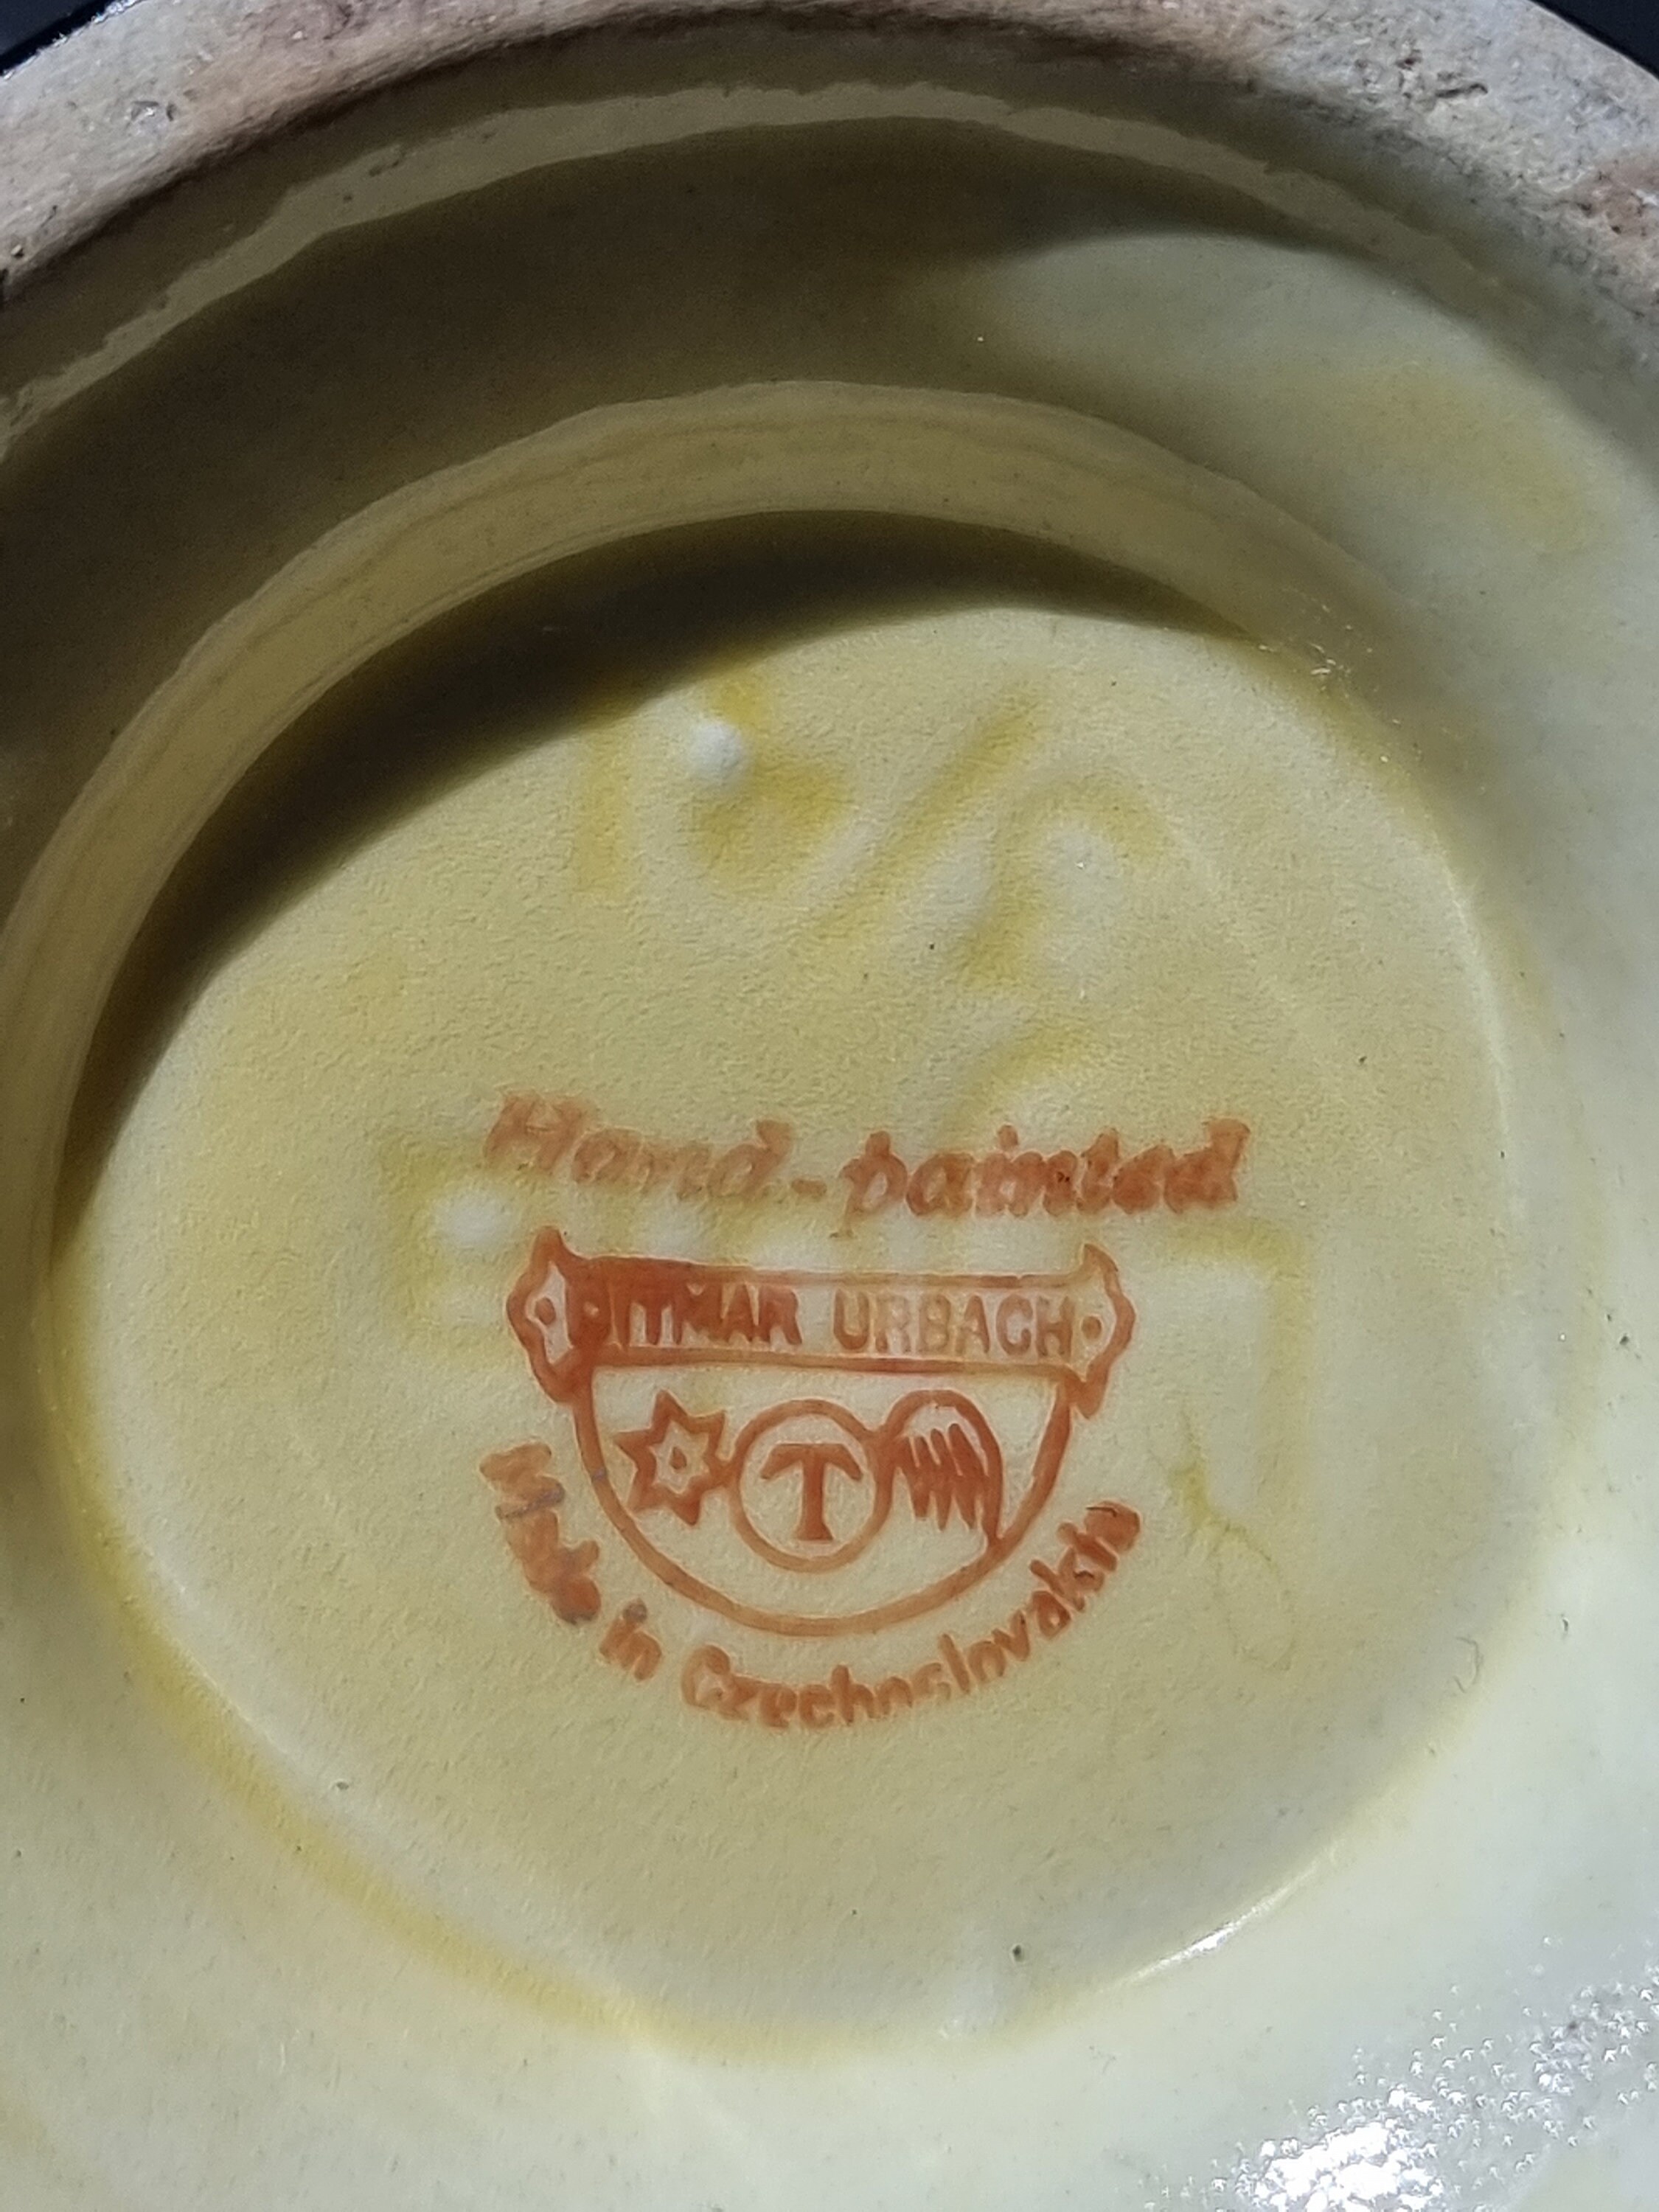 Hand-painted
DITMAR URBACH
T
Made in Czechoslovakia